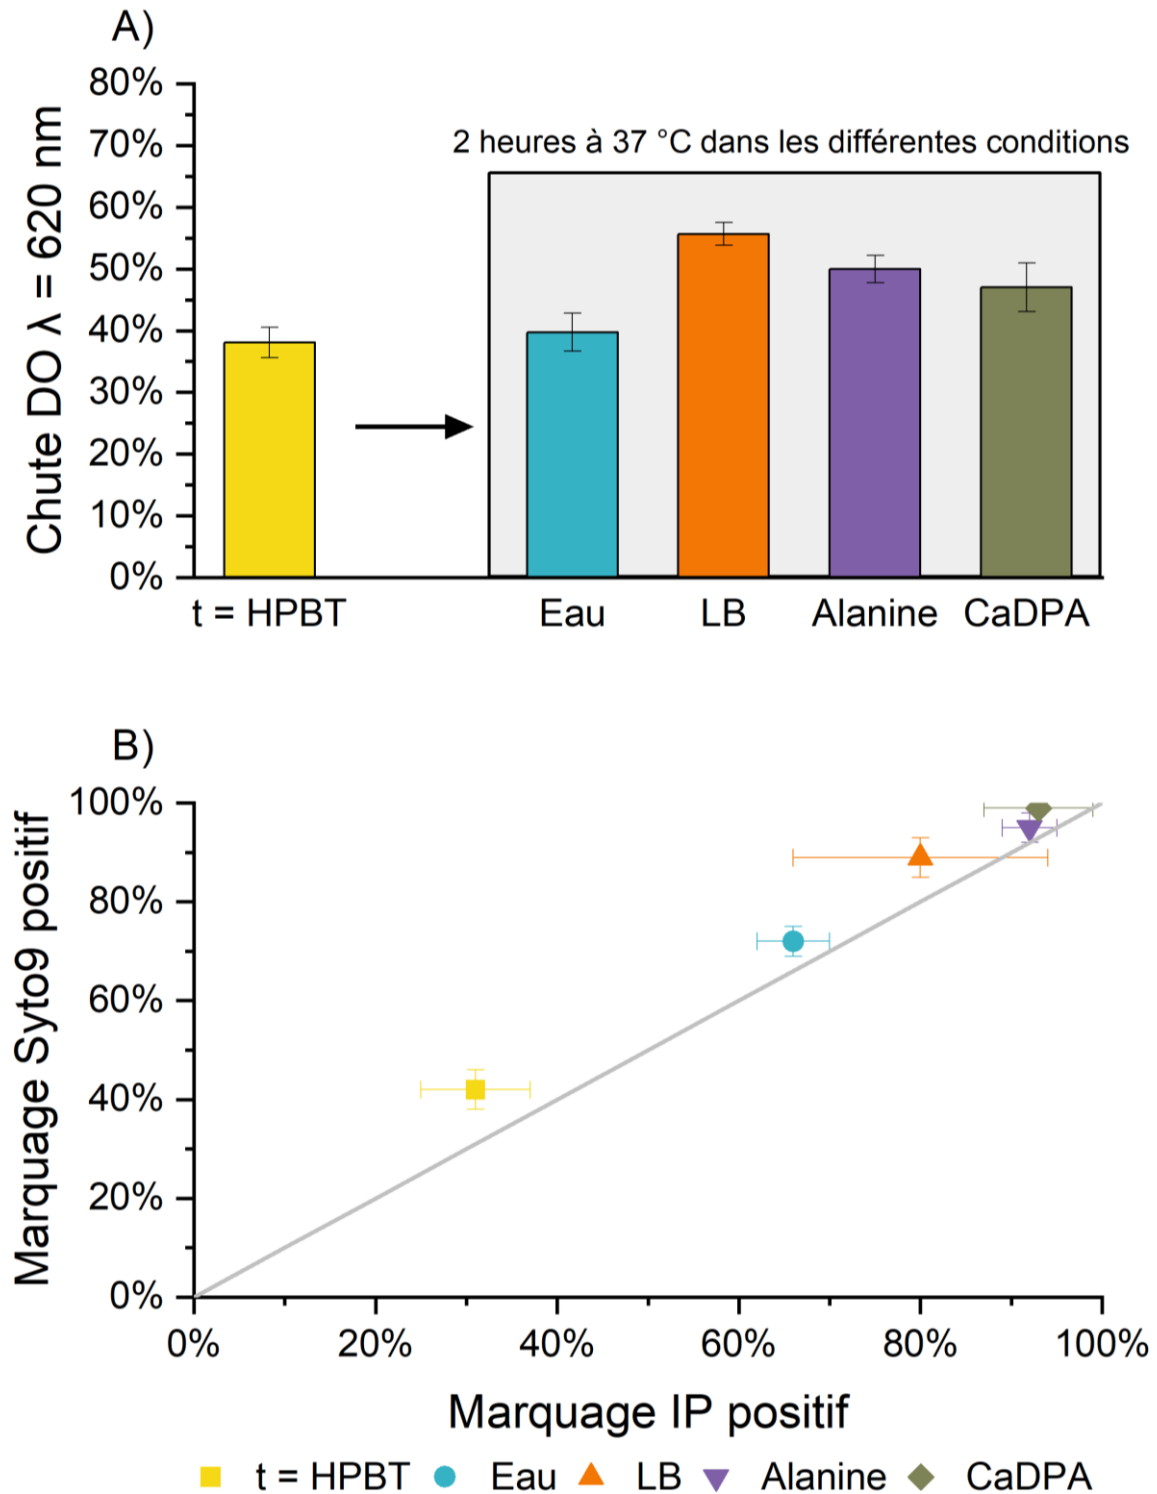 A)
Chute DO λ = 620 nm
80%
70%
60%
50%
40%
30%
20%
10%
0%
2 heures à 37 °C dans les différentes conditions
t = HPBT Eau LB Alanine CaDPA
B)
Marquage Syto9 positif
100%
80%
60%
40%
20%
0%
0% 20% 40% 60% 80% 100%
Marquage IP positif
t = HPBT Eau LB Alanine CaDPA